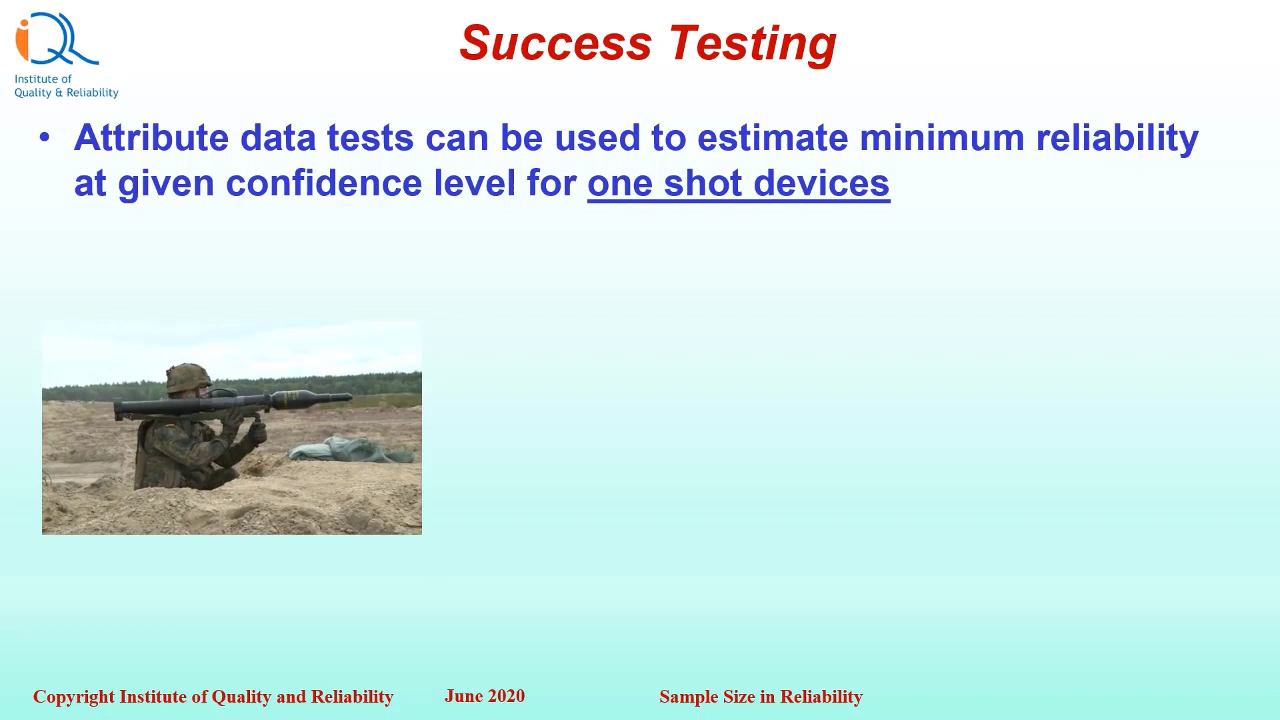 iQR
Institute of
Quality & Reliability
Success Testing
• Attribute data tests can be used to estimate minimum reliability
at given confidence level for one shot devices
Copyright Institute of Quality and Reliability June 2020 Sample Size in Reliability